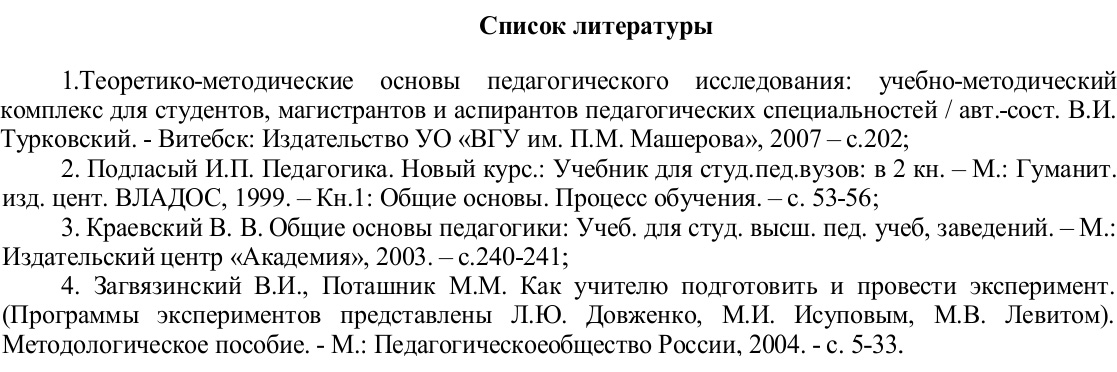 Список литературы
1.Теоретико-методические основы педагогического исследования: учебно-методический
комплекс для студентов, магистрантов и аспирантов педагогических специальностей / авт.-сост. В.И.
Турковский. - Витебск: Издательство УО «ВГУ им. П.М. Машерова», 2007 – с.202;
2. Подласый И.П. Педагогика. Новый курс.: Учебник для студ.пед.вузов: в 2 кн. – М.: Гуманит.
изд. цент. ВЛАДОС, 1999. – Кн.1: Общие основы. Процесс обучения. – с. 53-56;
3. Краевский В. В. Общие основы педагогики: Учеб. для студ. высш. пед. учеб, заведений. – М.:
Издательский центр «Академия», 2003. – с.240-241;
4. Загвязинский В.И., Поташник М.М. Как учителю подготовить и провести эксперимент.
(Программы экспериментов представлены Л.Ю. Довженко, М.И. Исуповым, М.В. Левитом).
Методологическое пособие. - М.: Педагогическоеобщество России, 2004. - с. 5-33.